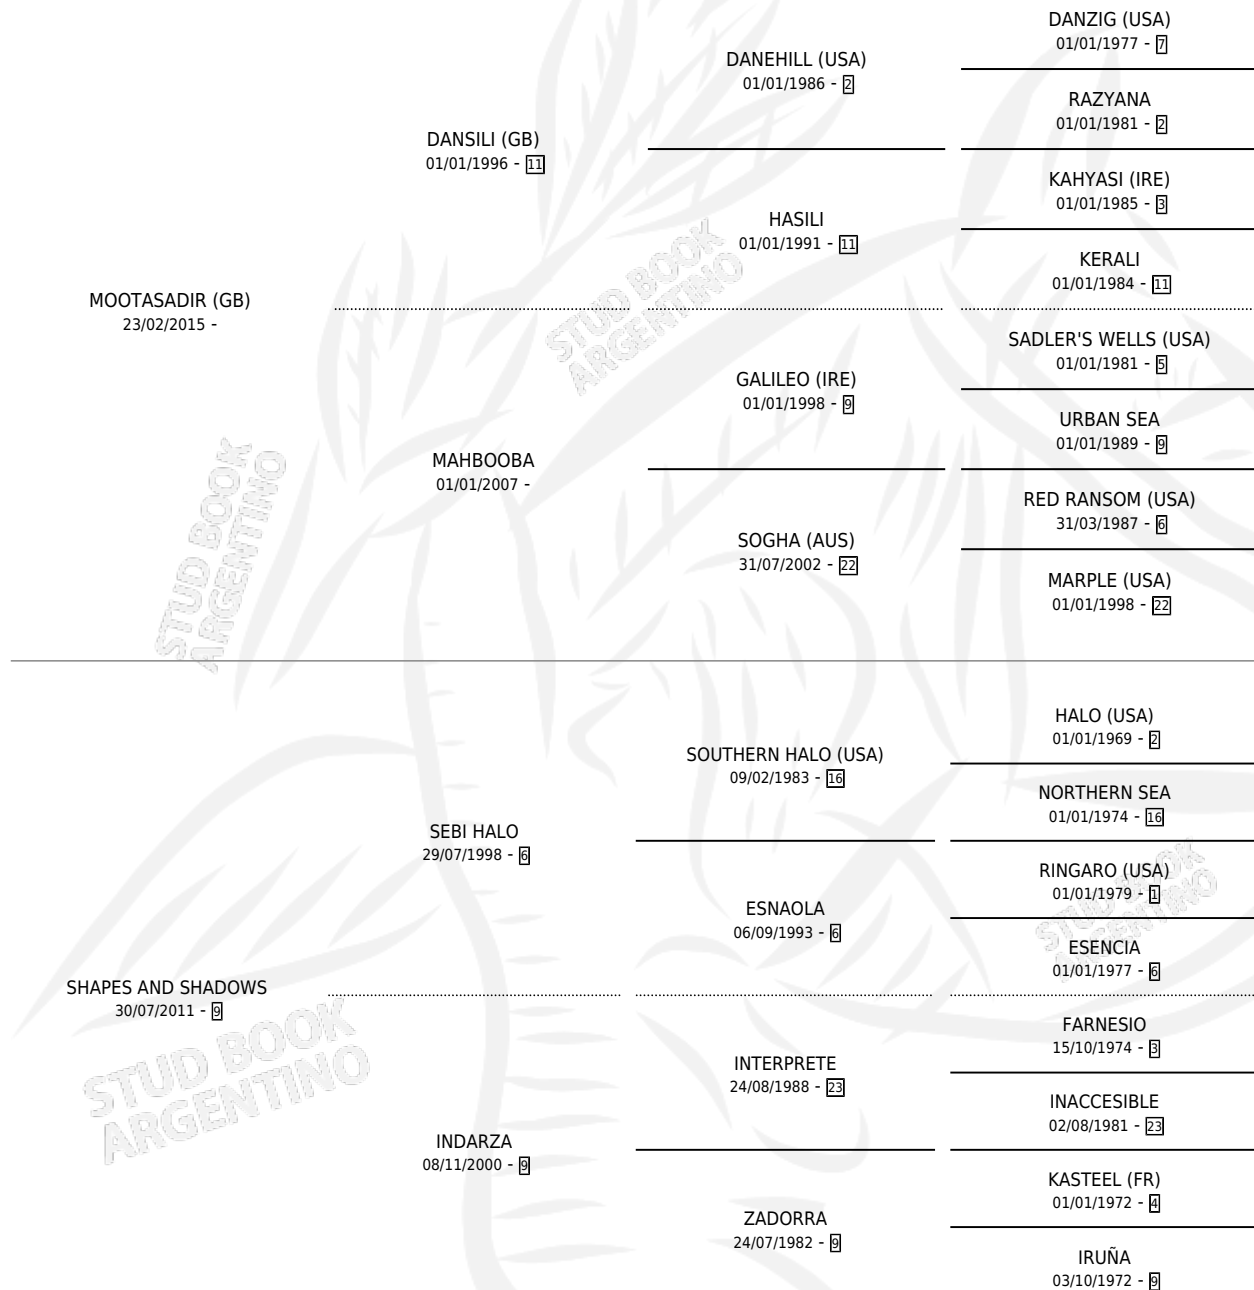 DANZIG (USA)
01/01/1977 - 7
DANEHILL (USA)
01/01/1986 - 2
RAZYANA
01/01/1981 - 2
DANSILI (GB)
01/01/1996 - 11
KAHYASI (IRE)
01/01/1985 - 3
HASILI
01/01/1991 - 11
KERALI
01/01/1984 - 11
MOOTASADIR (GB)
23/02/2015 -
SADLER'S WELLS (USA)
01/01/1981 - 5
GALILEO (IRE)
01/01/1998 - 9
URBAN SEA
01/01/1989 - 9
MAHBOOBA
01/01/2007 -
RED RANSOM (USA)
31/03/1987 - 6
SOGHA (AUS)
31/07/2002 - 22
MARPLE (USA)
01/01/1998 - 22
HALO (USA)
01/01/1969 - 2
SOUTHERN HALO (USA)
09/02/1983 - 16
NORTHERN SEA
01/01/1974 - 16
SEBI HALO
29/07/1998 - 6
RINGARO (USA)
01/01/1979 - 1
ESNAOLA
06/09/1993 - 6
ESENCIA
01/01/1977 - 6
SHAPES AND SHADOWS
30/07/2011 - 9
FARNESIO
15/10/1974 - 3
INTERPRETE
24/08/1988 - 23
INACCESIBLE
02/08/1981 - 23
INDARZA
08/11/2000 - 9
KASTEEL (FR)
01/01/1972 - 4
ZADORRA
24/07/1982 - 9
IRUÑA
03/10/1972 - 9
STUD BOOK
ARGENTINO
STUD BOOK
ARGENTINO
STUD BOOK
ARGENTINO
STUD BOOK
ARGENTINO